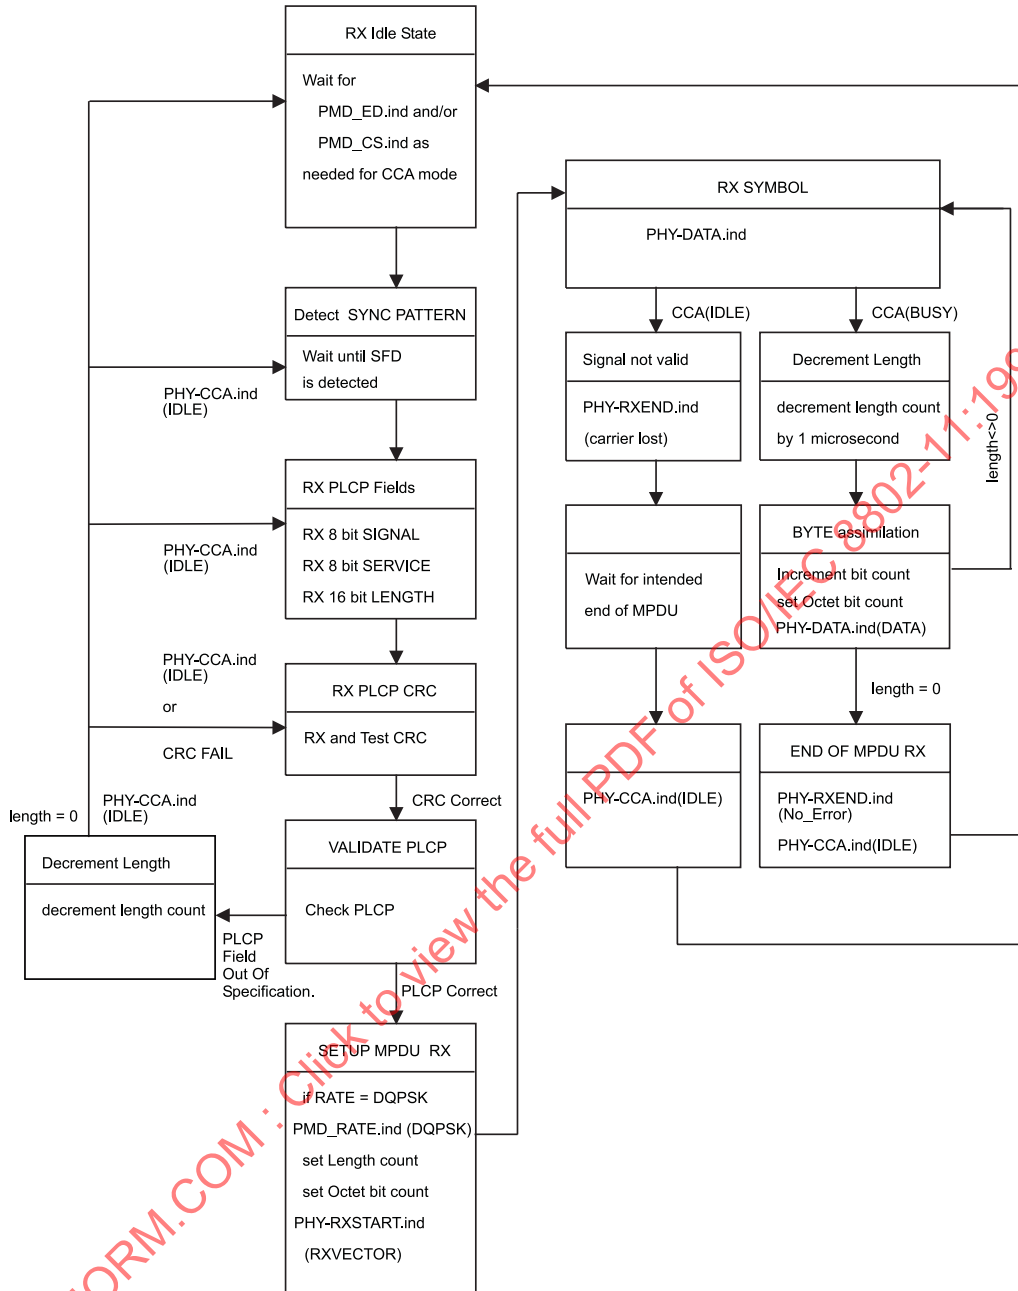 RX Idle State
Wait for
PMD_ED.ind and/or
PMD_CS.ind as
needed for CCA mode
Detect SYNC PATTERN
Wait until SFD
is detected
PHY-CCA.ind
(IDLE)
RX PLCP Fields
RX 8 bit SIGNAL
RX 8 bit SERVICE
RX 16 bit LENGTH
PHY-CCA.ind
(IDLE)
PHY-CCA.ind
(IDLE)
or
CRC FAIL
RX PLCP CRC
RX and Test CRC
CRC Correct
length = 0
PHY-CCA.ind
(IDLE)
Decrement Length
decrement length count
VALIDATE PLCP
Check PLCP
PLCP
Field
Out Of
Specification.
PLCP Correct
SETUP MPDU RX
if RATE = DQPSK
PMD_RATE.ind (DQPSK)
set Length count
set Octet bit count
PHY-RXSTART.ind
(RXVECTOR)
RX SYMBOL
PHY-DATA.ind
CCA(IDLE)
CCA(BUSY)
Signal not valid
PHY-RXEND.ind
(carrier lost)
Decrement Length
decrement length count
by 1 microsecond
length<>0
Wait for intended
end of MPDU
BYTE assimilation
Increment bit count
set Octet bit count
PHY-DATA.ind(DATA)
length = 0
PHY-CCA.ind(IDLE)
END OF MPDU RX
PHY-RXEND.ind
(No_Error)
PHY-CCA.ind(IDLE)
ORM.COM : Click to view the full PDF of ISO/IEC 8802-11:199